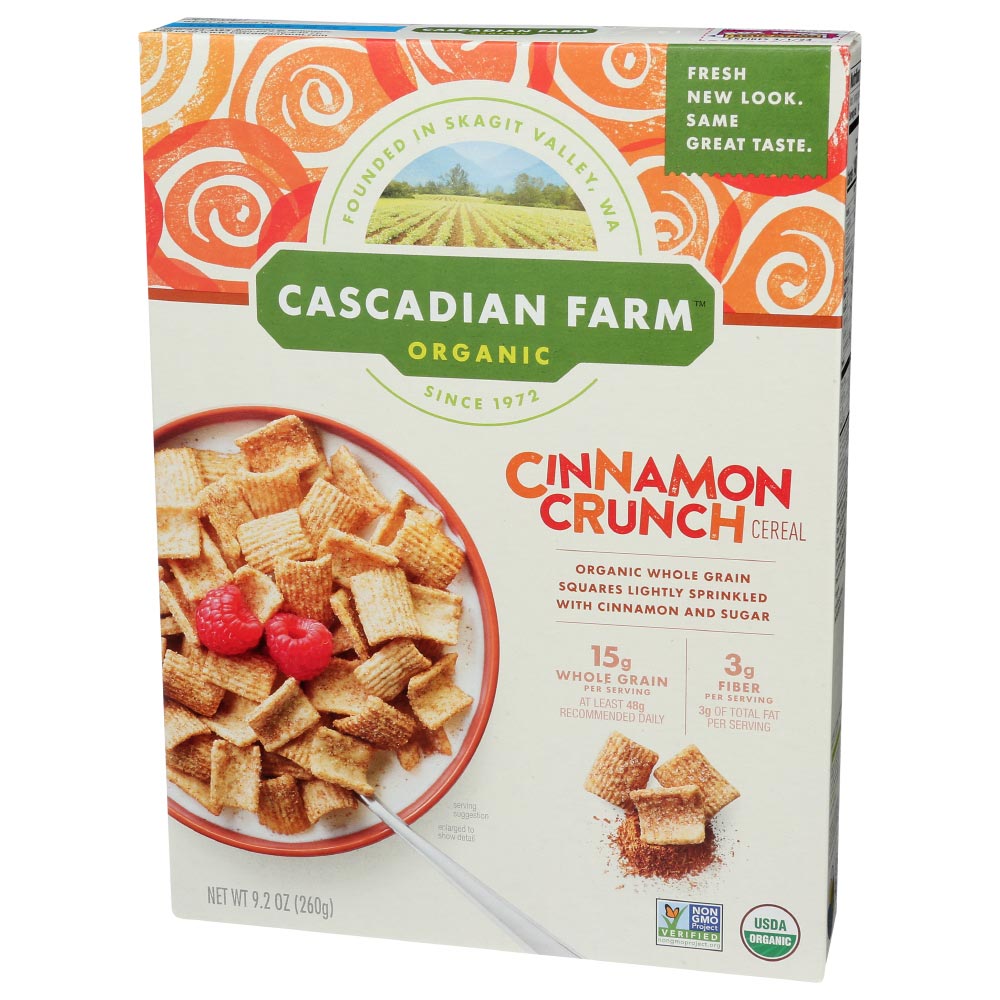 FRESH
NEW LOOK.
SAME
GREAT TASTE.
FOUNDED IN SKAGIT VALLEY, WA
CASCADIAN FARM™
ORGANIC
SINCE 1972
CINNAMON
CRUNCH CEREAL
ORGANIC WHOLE GRAIN
SQUARES LIGHTLY SPRINKLED
WITH CINNAMON AND SUGAR
15g
WHOLE GRAIN
PER SERVING
AT LEAST 48g
RECOMMENDED DAILY
3g
FIBER
PER SERVING
3g OF TOTAL FAT
PER SERVING
serving
suggestion
enlarged to
show detail
NET WT 9.2 OZ (260g)
NON
GMO
Project
VERIFIED
nongmoproject.org
USDA
ORGANIC